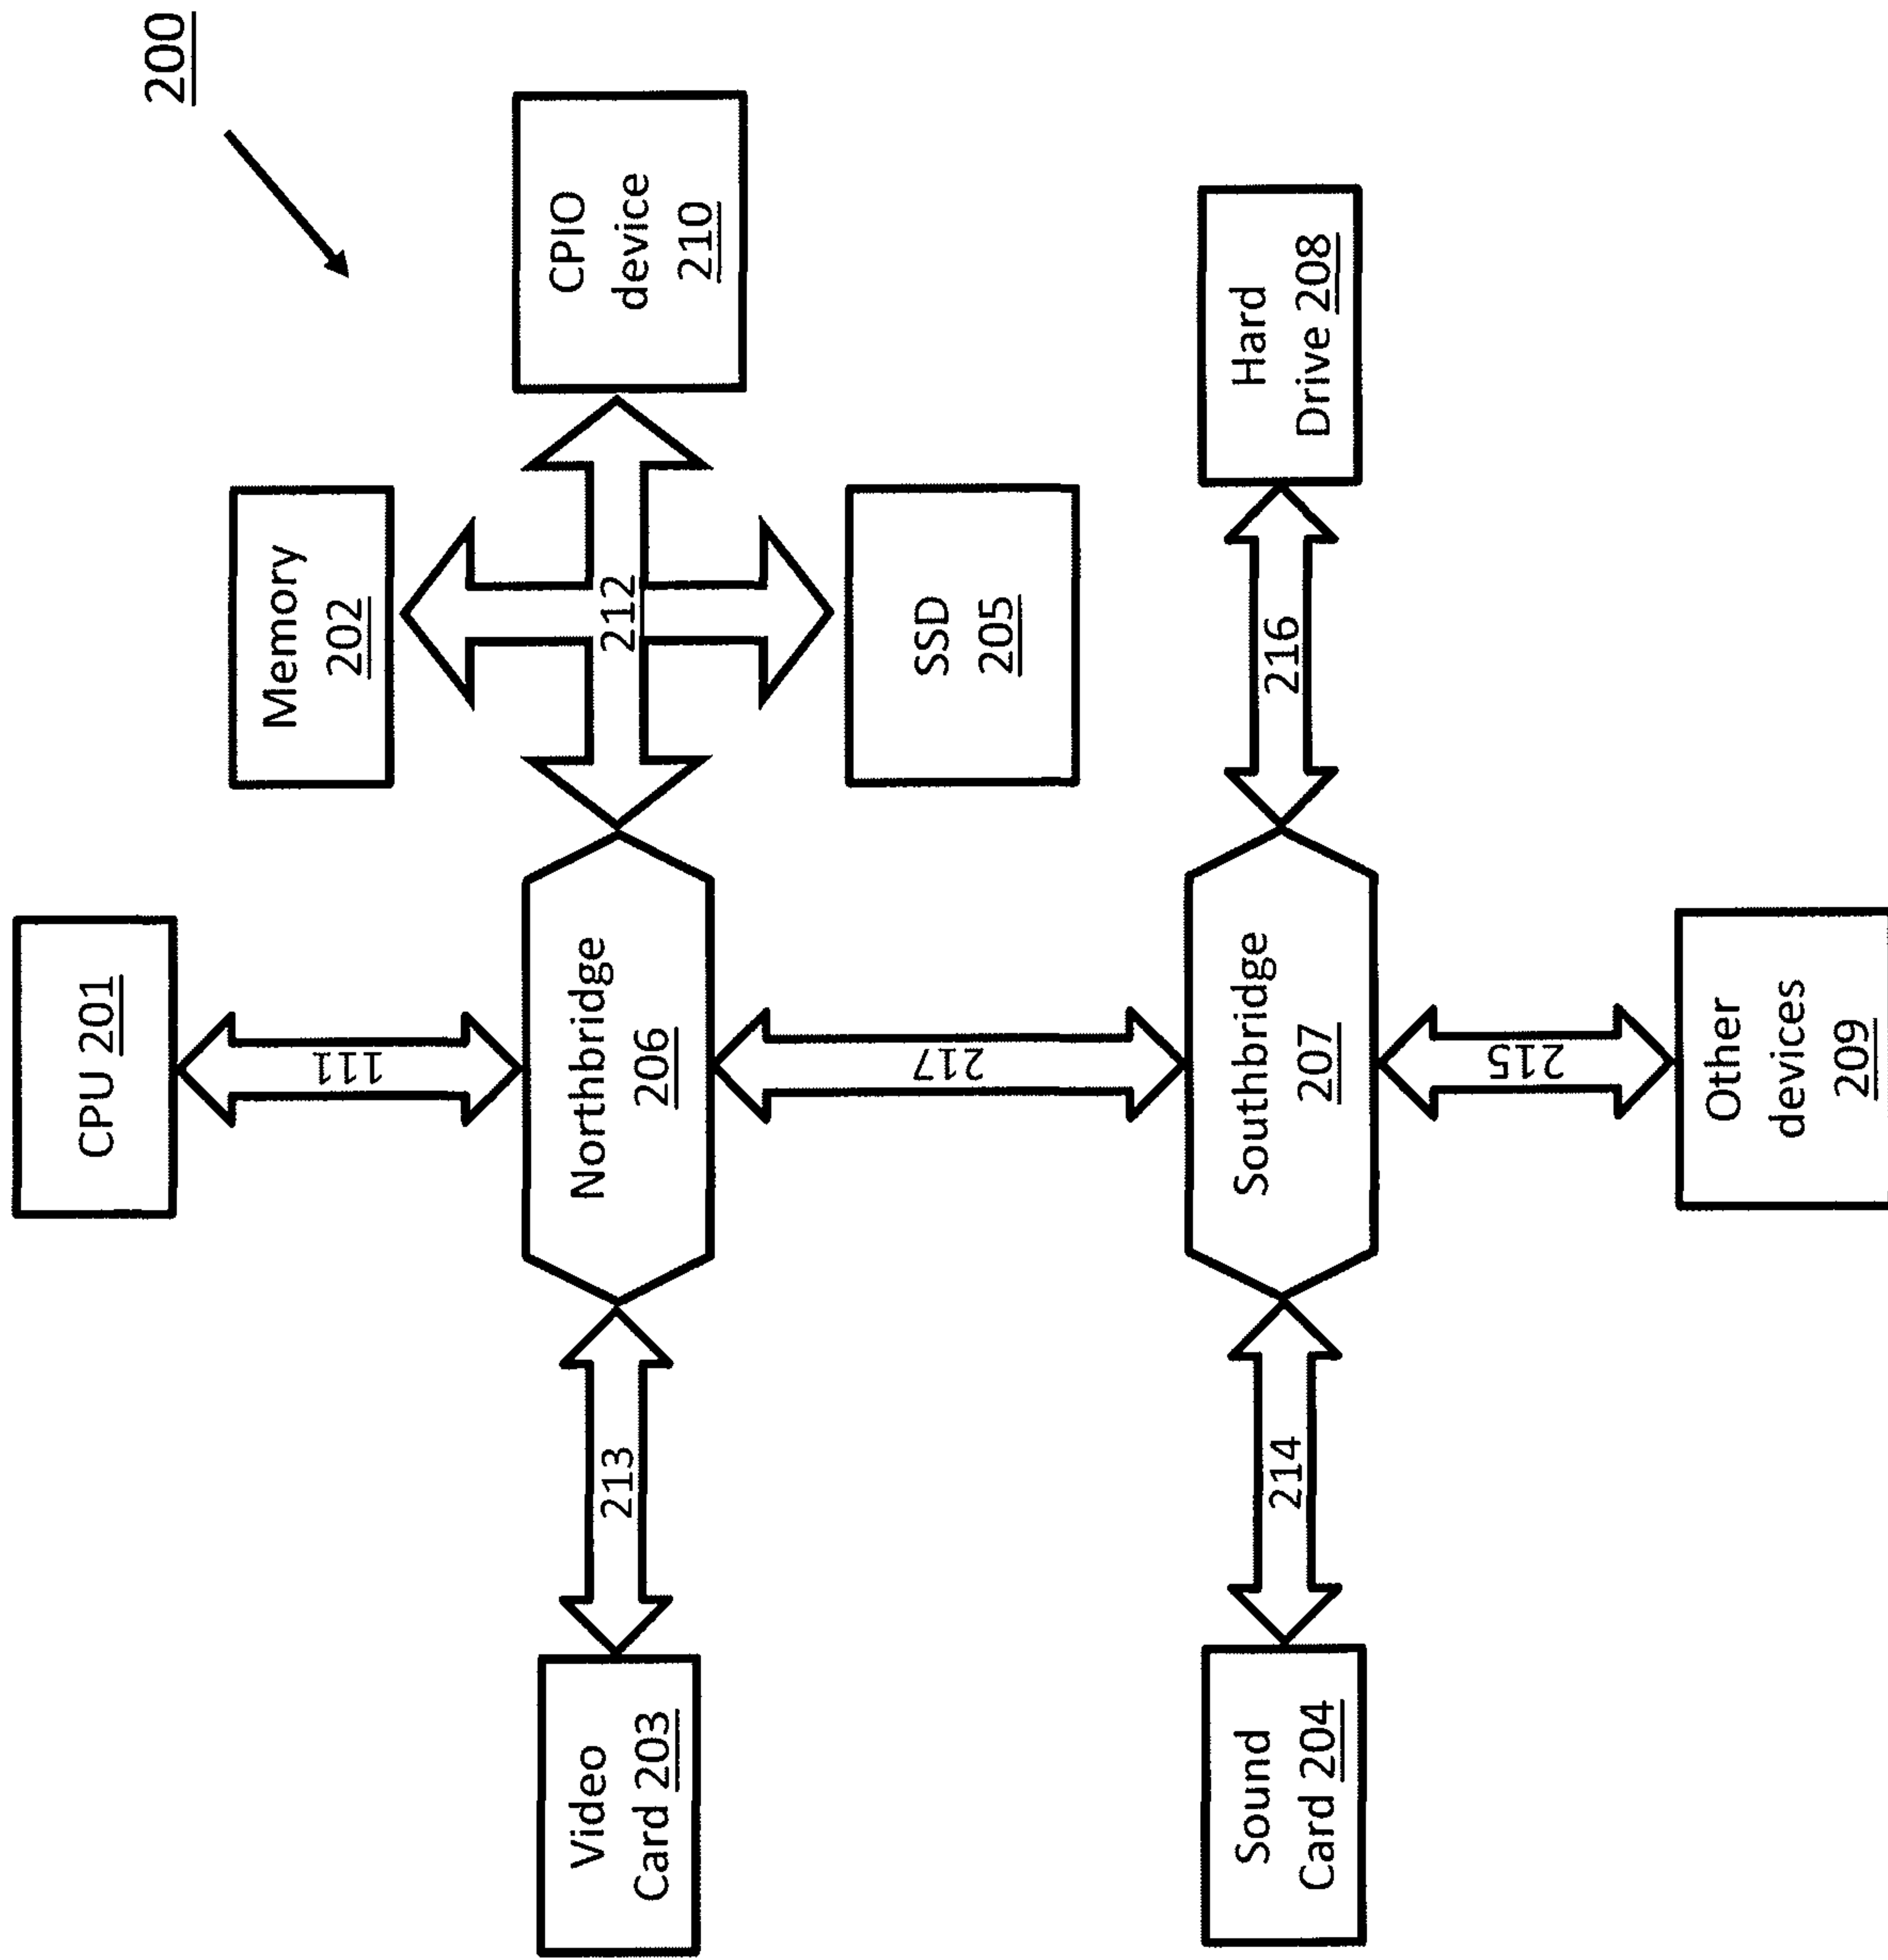 200
CPU 201
111
Memory
202
Video
Card 203
213
Northbridge
206
212
CPIO
device
210
SSD
205
217
Sound
Card 204
214
Southbridge
207
216
Hard
Drive 208
215
Other
devices
209